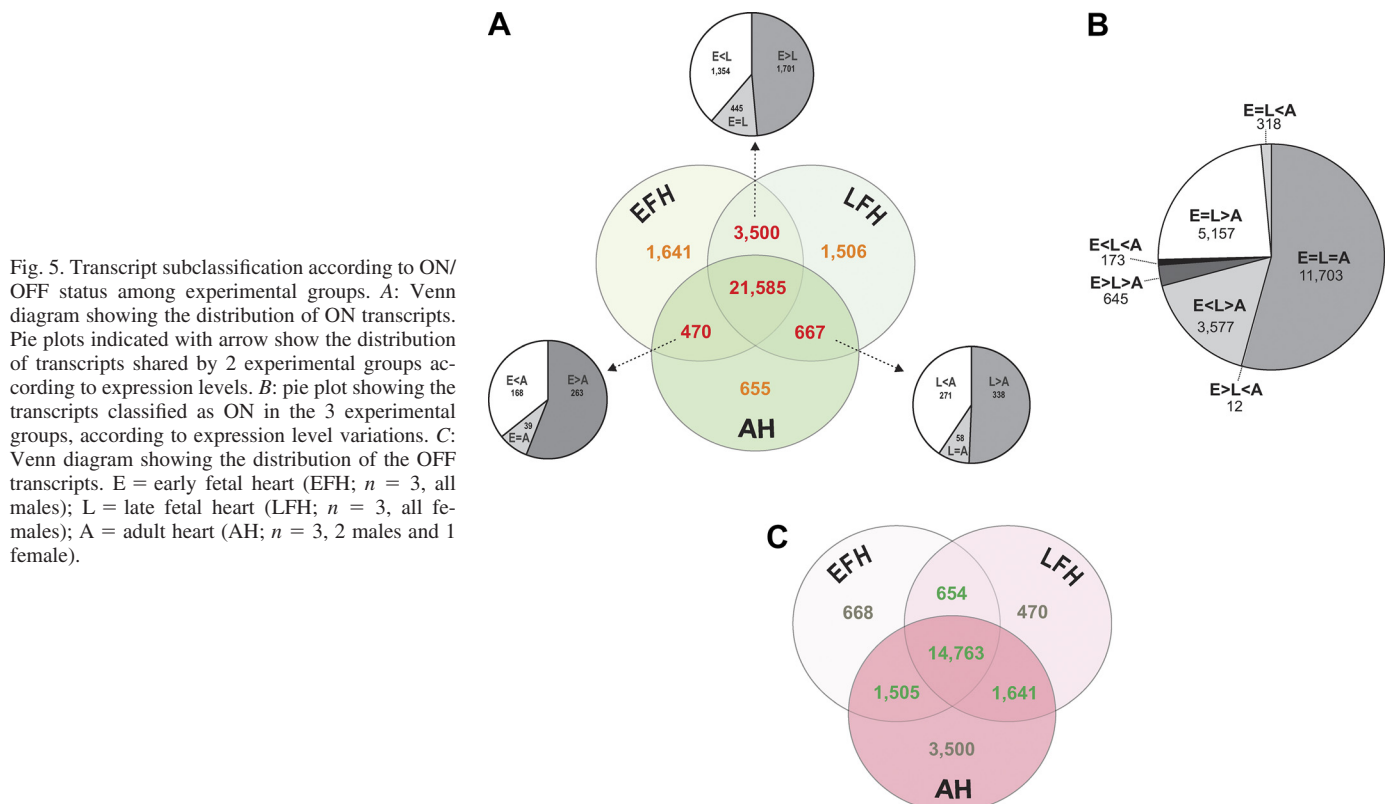 Fig. 5. Transcript subclassification according to ON/
OFF status among experimental groups. A: Venn
diagram showing the distribution of ON transcripts.
Pie plots indicated with arrow show the distribution
of transcripts shared by 2 experimental groups ac-
cording to expression levels. B: pie plot showing the
transcripts classified as ON in the 3 experimental
groups, according to expression level variations. C:
Venn diagram showing the distribution of the OFF
transcripts. E = early fetal heart (EFH; n = 3, all
males); L = late fetal heart (LFH; n = 3, all fe-
males); A = adult heart (AH; n = 3, 2 males and 1
female).
A
E<L
1,354
E>L
1,701
445
E=L
EFH
LFH
1,641
3,500
1,506
21,585
470
667
655
AH
E<A
168
E>A
263
39
E=A
L<A
271
L>A
338
58
L=A
B
E=L<A
318
E=L>A
5,157
E=L=A
11,703
E<L<A
173
E>L>A
645
E<L>A
3,577
E>L<A
12
C
EFH
LFH
668
654
470
14,763
1,505
1,641
3,500
AH